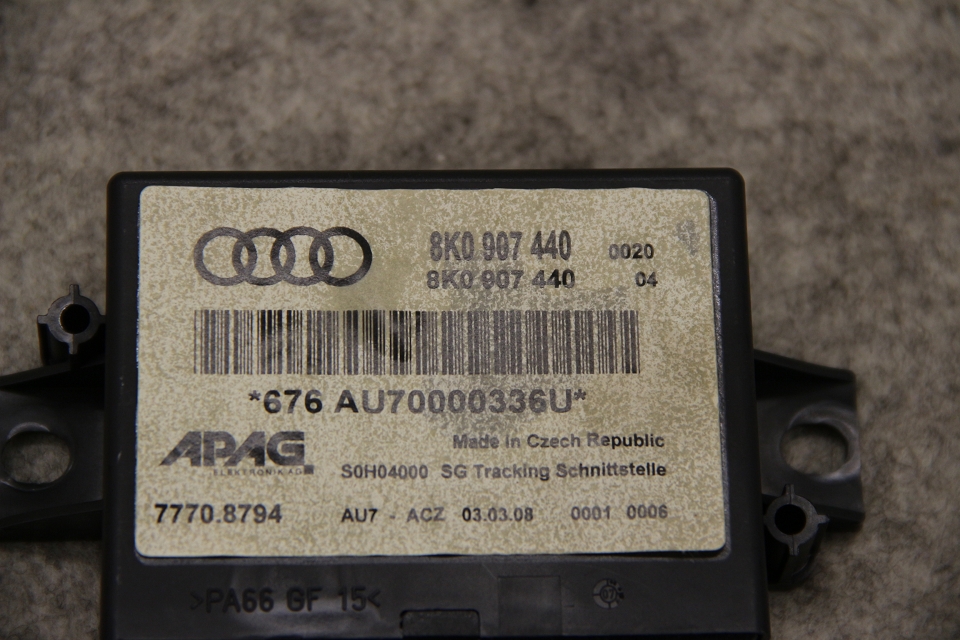 8K0 907 440 0020
8K0 907 440 04
*676 AU70000336U*
APAG
ELEKTRONIK AG
Made in Czech Republic
S0H04000 SG Tracking Schnittstelle
7770.8794 AU7 - ACZ 03.03.08 0001 0006
>PA66 GF 15<